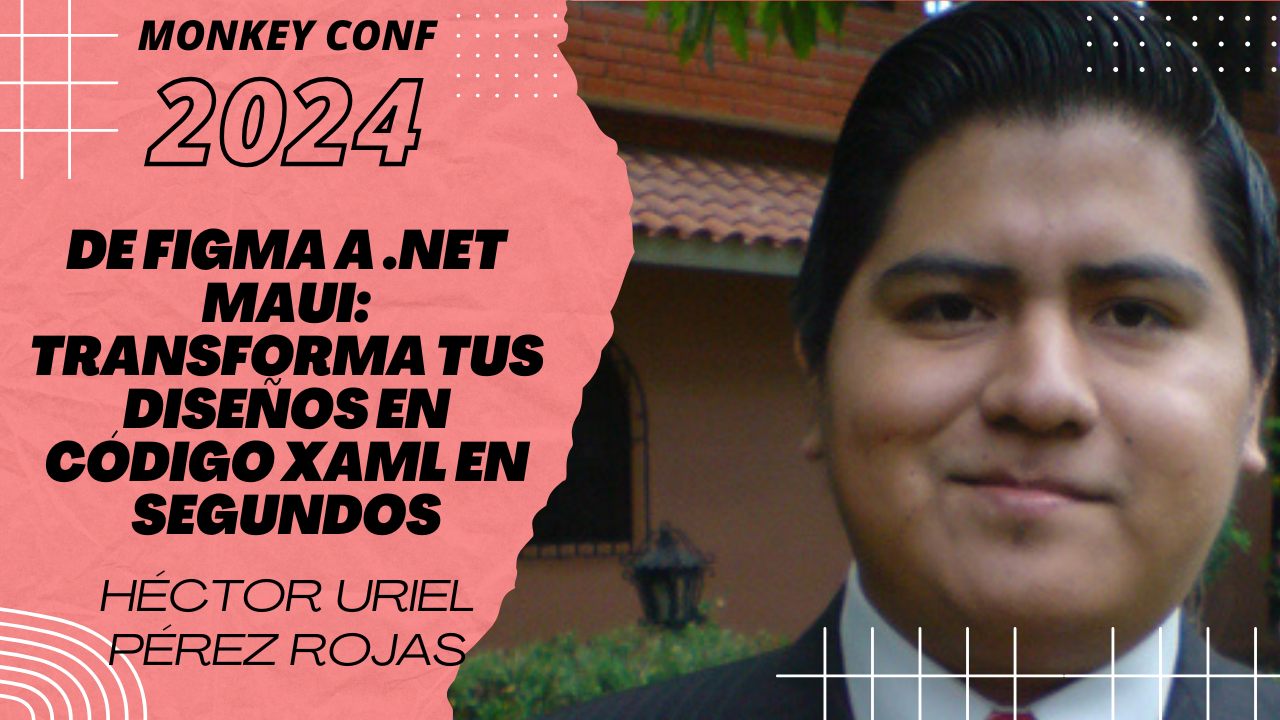 MONKEY CONF
2024
DE FIGMA A .NET
MAUI:
TRANSFORMA TUS
DISEÑOS EN
CÓDIGO XAML EN
SEGUNDOS
HÉCTOR URIEL
PÉREZ ROJAS